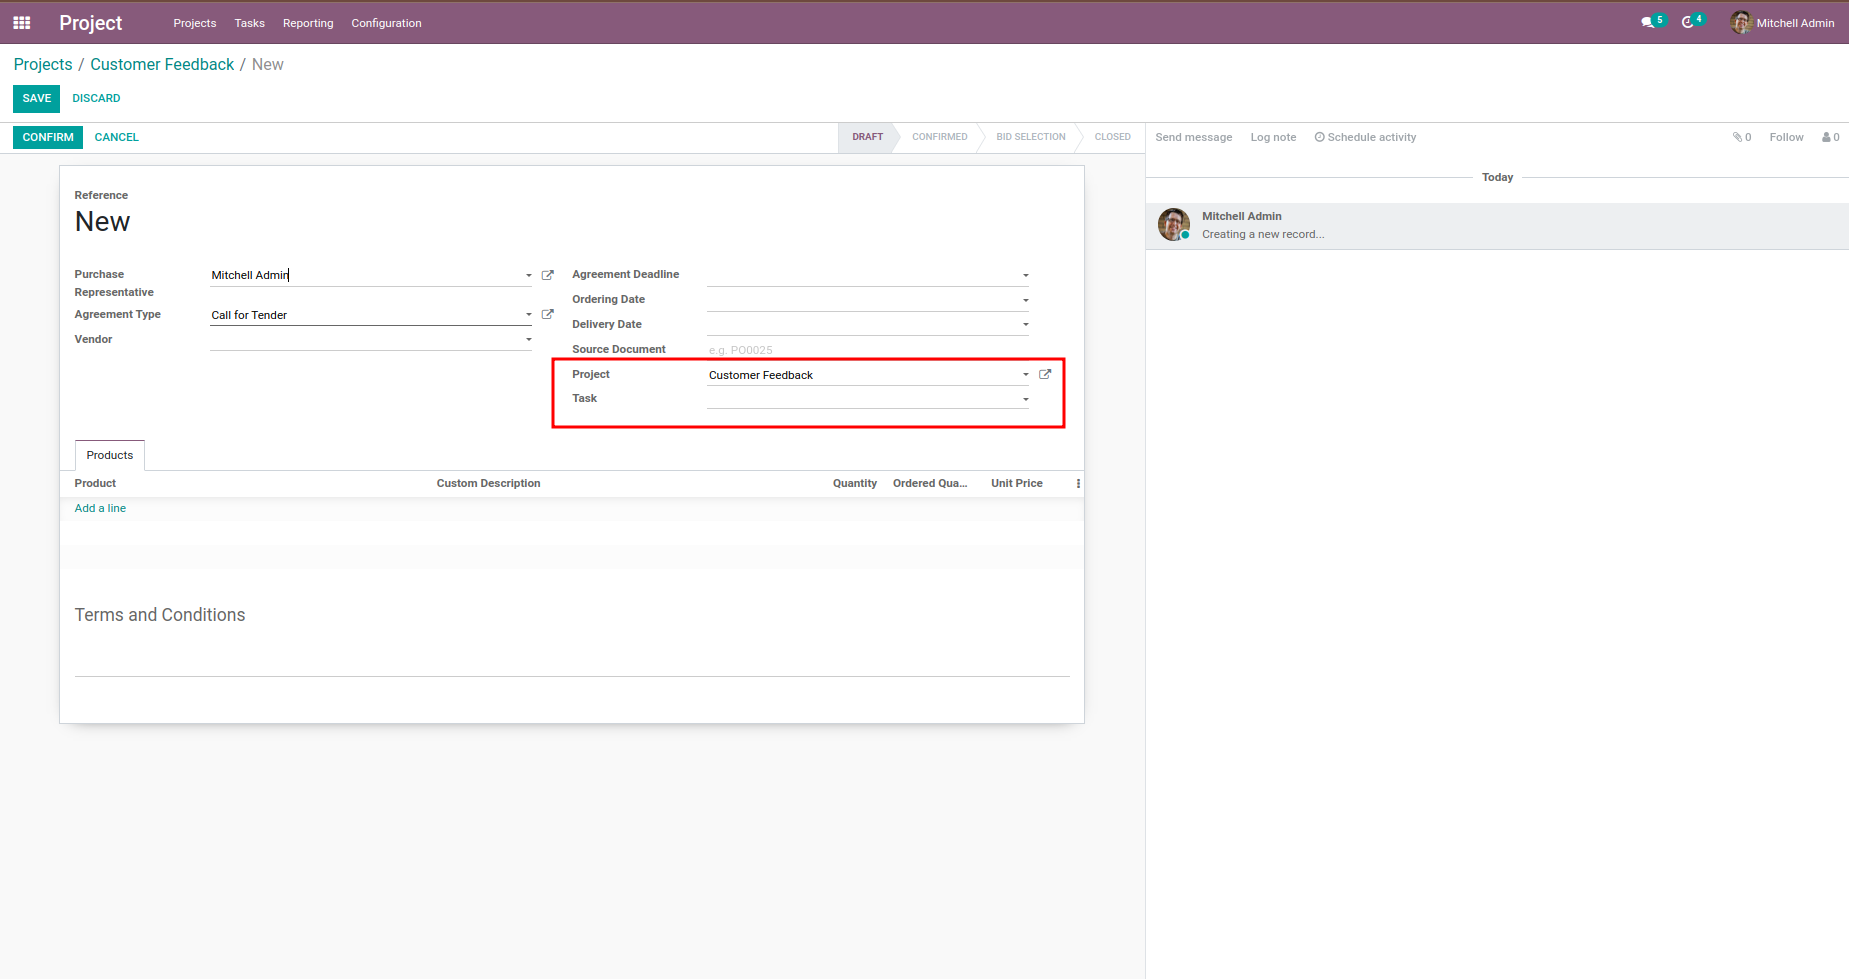 Project Projects Tasks Reporting Configuration 5 4 Mitchell Admin
Projects / Customer Feedback / New
SAVE DISCARD
CONFIRM CANCEL DRAFT CONFIRMED BID SELECTION CLOSED
Send message Log note Schedule activity 0 Follow 0
Today
Mitchell Admin
Creating a new record...
Reference
New
Purchase Representative Mitchell Admin
Agreement Type Call for Tender
Vendor
Agreement Deadline
Ordering Date
Delivery Date
Source Document e.g. PO0025
Project Customer Feedback
Task
Products
Product Custom Description Quantity Ordered Qua... Unit Price
Add a line
Terms and Conditions